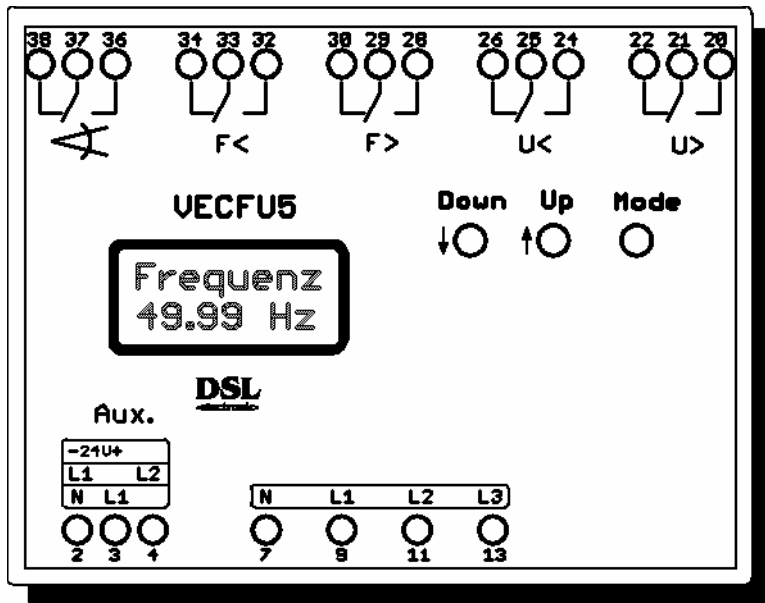 38 37 36 34 33 32 30 29 28 26 25 24 22 21 20
F< F> U< U>
VECFU5
Down Up Mode
Frequenz
49.99 Hz
DSL
electronic
Aux.
-24V+
L1 L2
N L1
2 3 4
N L1 L2 L3
7 9 11 13